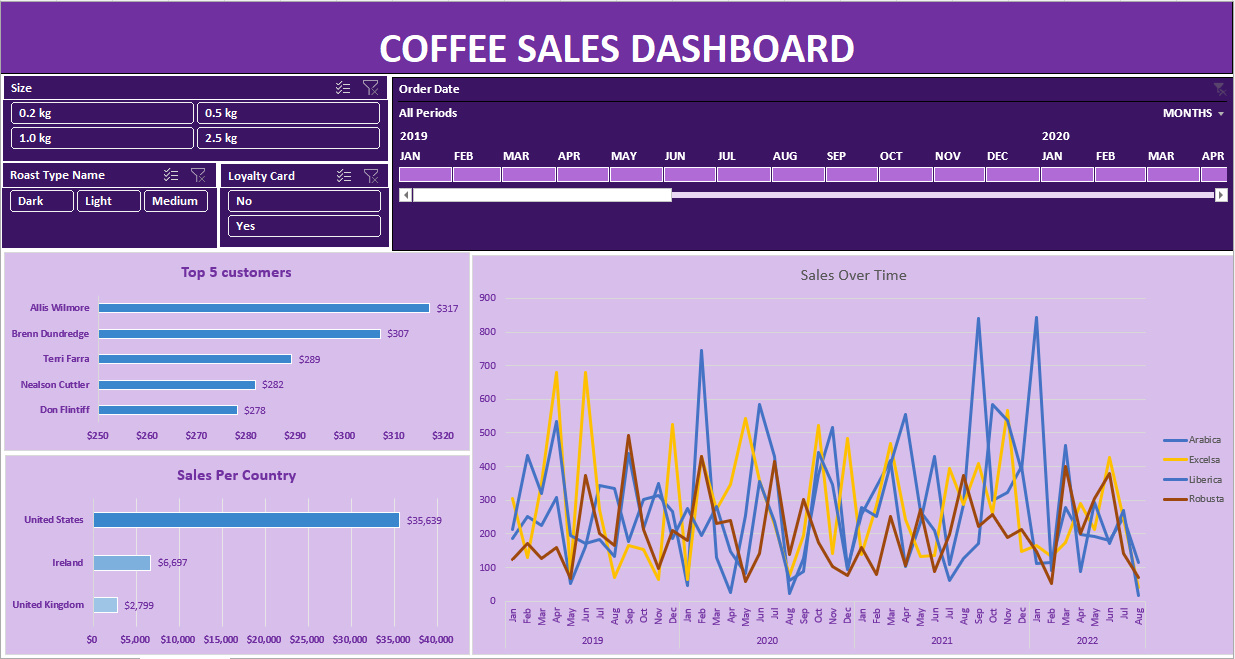 COFFEE SALES DASHBOARD
Size
0.2 kg 0.5 kg
1.0 kg 2.5 kg
Roast Type Name
Dark Light Medium
Loyalty Card
No
Yes
Order Date
All Periods MONTHS
2019 2020
JAN FEB MAR APR MAY JUN JUL AUG SEP OCT NOV DEC JAN FEB MAR APR
Top 5 customers
Allis Wilmore $317
Brenn Dundredge $307
Terri Farra $289
Nealson Cuttler $282
Don Flintiff $278
$250 $260 $270 $280 $290 $300 $310 $320
Sales Per Country
United States $35,639
Ireland $6,697
United Kingdom $2,799
$0 $5,000 $10,000 $15,000 $20,000 $25,000 $30,000 $35,000 $40,000
Sales Over Time
900
800
700
600
500
400
300
200
100
0
Jan Feb Mar Apr May Jun Jul Aug Sep Oct Nov Dec Jan Feb Mar Apr May Jun Jul Aug Sep Oct Nov Dec Jan Feb Mar Apr May Jun Jul Aug Sep Oct Nov Dec Jan Feb Mar Apr May Jun Jul Aug
2019 2020 2021 2022
Arabica
Excelsa
Liberica
Robusta